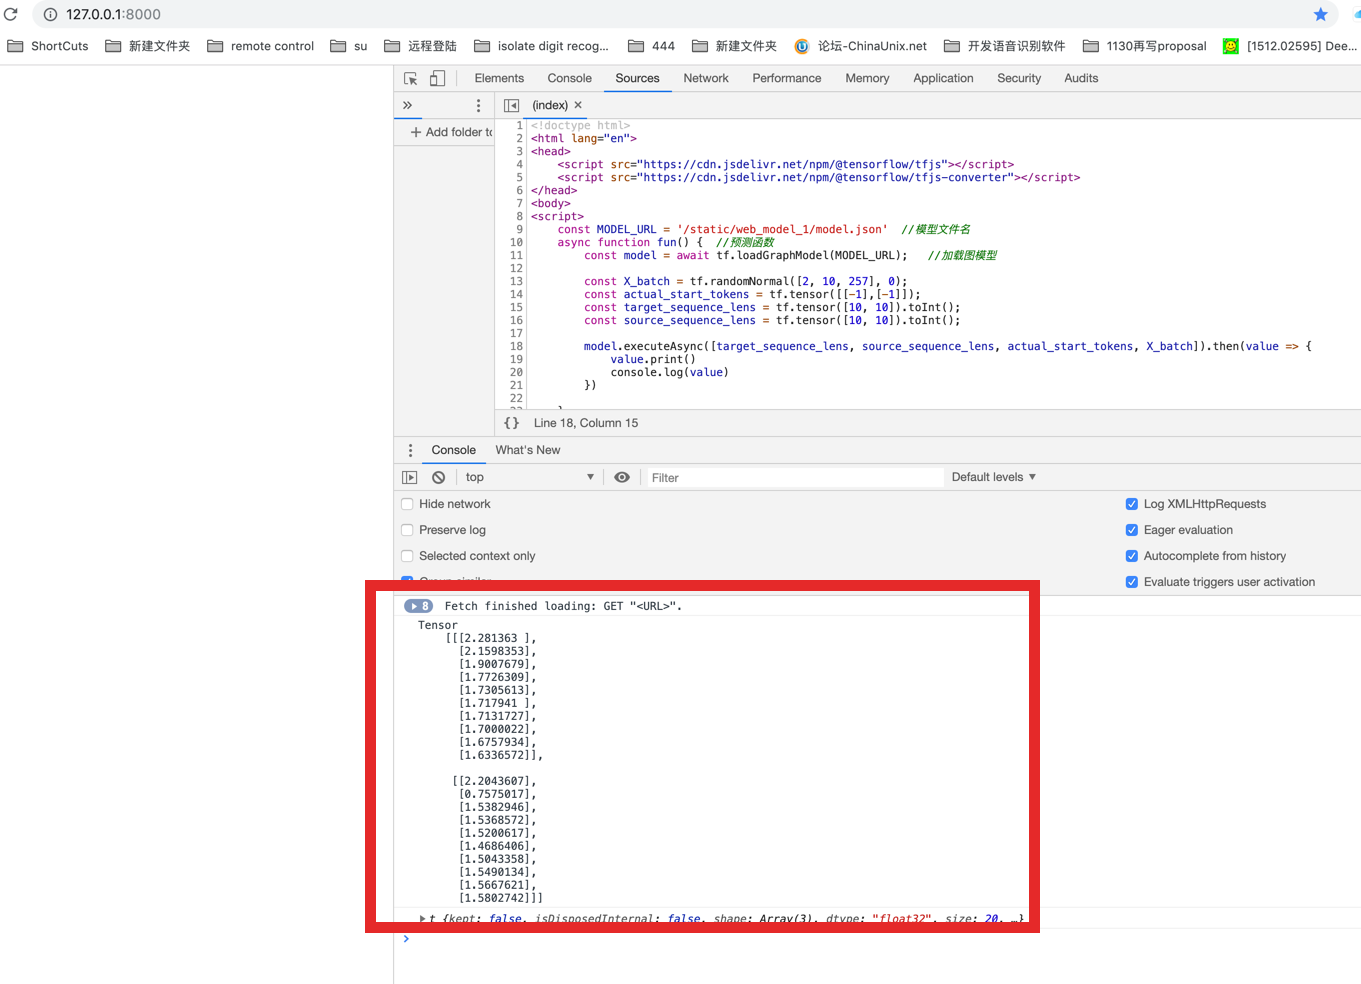 127.0.0.1:8000
ShortCuts 新建文件夹 remote control su 远程登陆 isolate digit recog... 444 新建文件夹 论坛-ChinaUnix.net 开发语音识别软件 1130再写proposal [1512.02595] Dee...
Elements Console Sources Network Performance Memory Application Security Audits
» (index) ×
+ Add folder to
1 <!doctype html>
2 <html lang="en">
3 <head>
4 <script src="https://cdn.jsdelivr.net/npm/@tensorflow/tfjs"></script>
5 <script src="https://cdn.jsdelivr.net/npm/@tensorflow/tfjs-converter"></script>
6 </head>
7 <body>
8 <script>
9 const MODEL_URL = '/static/web_model_1/model.json' //模型文件名
10 async function fun() { //预测函数
11 const model = await tf.loadGraphModel(MODEL_URL); //加载图模型
12
13 const X_batch = tf.randomNormal([2, 10, 257], 0);
14 const actual_start_tokens = tf.tensor([[-1],[-1]]);
15 const target_sequence_lens = tf.tensor([10, 10]).toInt();
16 const source_sequence_lens = tf.tensor([10, 10]).toInt();
17
18 model.executeAsync([target_sequence_lens, source_sequence_lens, actual_start_tokens, X_batch]).then(value => {
19 value.print()
20 console.log(value)
21 })
22
23 }
{} Line 18, Column 15
Console What's New
top Filter Default levels ▼
Hide network Log XMLHttpRequests
Preserve log Eager evaluation
Selected context only Autocomplete from history
Group similar Evaluate triggers user activation
8 Fetch finished loading: GET "<URL>".
Tensor
[[[2.281363 ],
[2.1598353],
[1.9007679],
[1.7726309],
[1.7305613],
[1.717941 ],
[1.7131727],
[1.7000022],
[1.6757934],
[1.6336572]],
[[2.2043607],
[0.7575017],
[1.5382946],
[1.5368572],
[1.5200617],
[1.4686406],
[1.5043358],
[1.5490134],
[1.5667621],
[1.5802742]]]
t {kept: false, isDisposedInternal: false, shape: Array(3), dtype: "float32", size: 20, …}
>